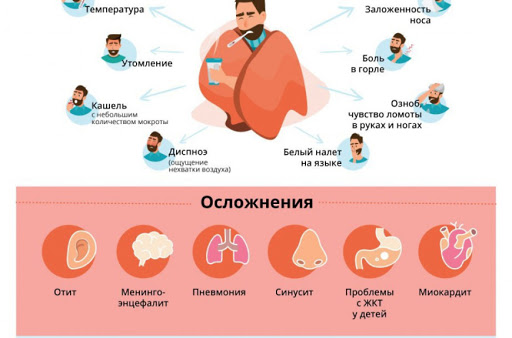 Температура
Заложенность
носа
Утомление
Боль
в горле
Кашель
с небольшим
количеством мокроты
Озноб,
чувство ломоты
в руках и ногах
Диспноэ
(ощущение
нехватки воздуха)
Белый налет
на языке
Осложнения
Отит
Менинго-
энцефалит
Пневмония
Синусит
Проблемы
с ЖКТ
у детей
Миокардит